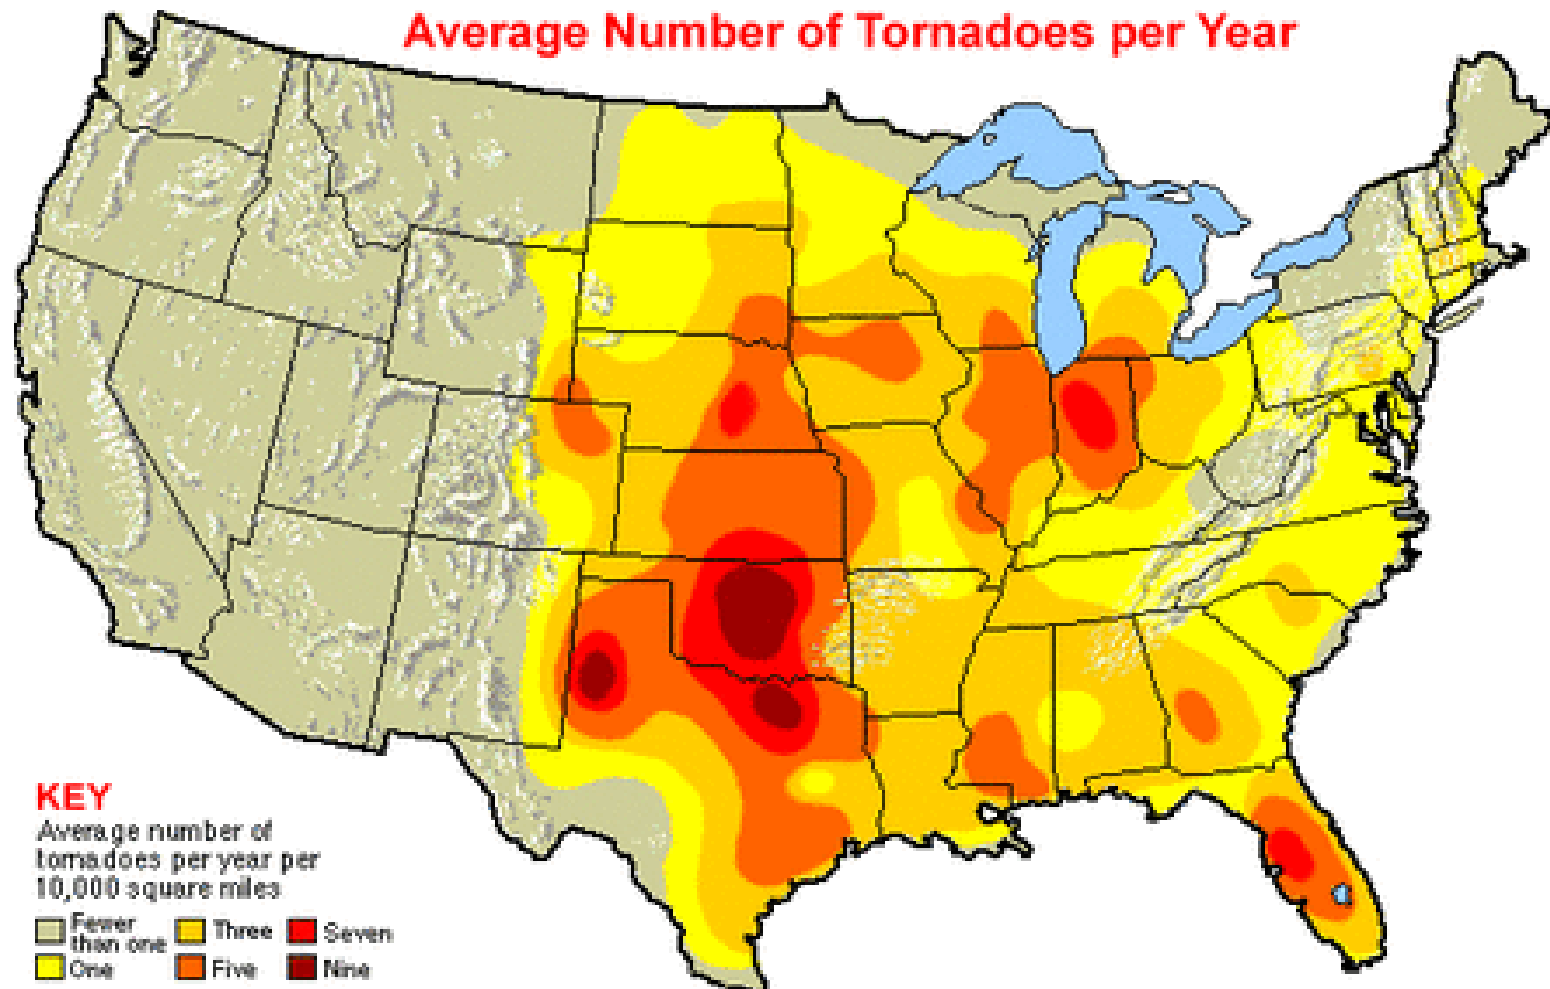 Average Number of Tornadoes per Year
KEY
Average number of
tornadoes per year per
10,000 square miles
Fewer
than one
Three
Seven
One
Five
Nine